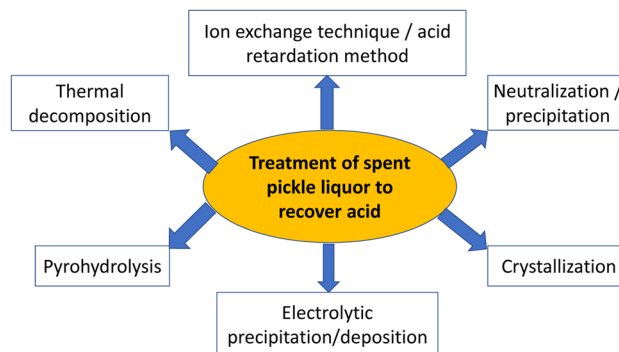 Ion exchange technique / acid
retardation method
Thermal
decomposition
Neutralization /
precipitation
Treatment of spent
pickle liquor to
recover acid
Pyrohydrolysis
Crystallization
Electrolytic
precipitation/deposition